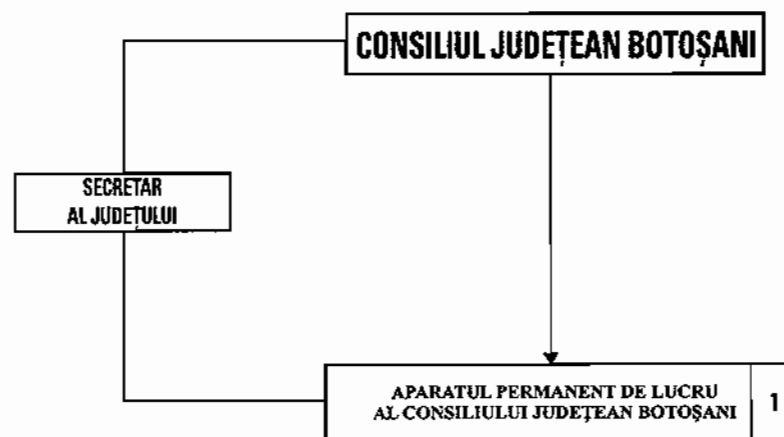 CONSILIUL JUDEȚEAN BOTOȘANI
SECRETAR
AL JUDEȚULUI
APARATUL PERMANENT DE LUCRU
AL CONSILIULUI JUDEȚEAN BOTOȘANI
1